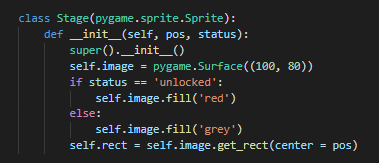 class Stage(pygame.sprite.Sprite):
    def __init__(self, pos, status):
        super().__init__()
        self.image = pygame.Surface((100, 80))
        if status == 'unlocked':
            self.image.fill('red')
        else:
            self.image.fill('grey')
        self.rect = self.image.get_rect(center = pos)